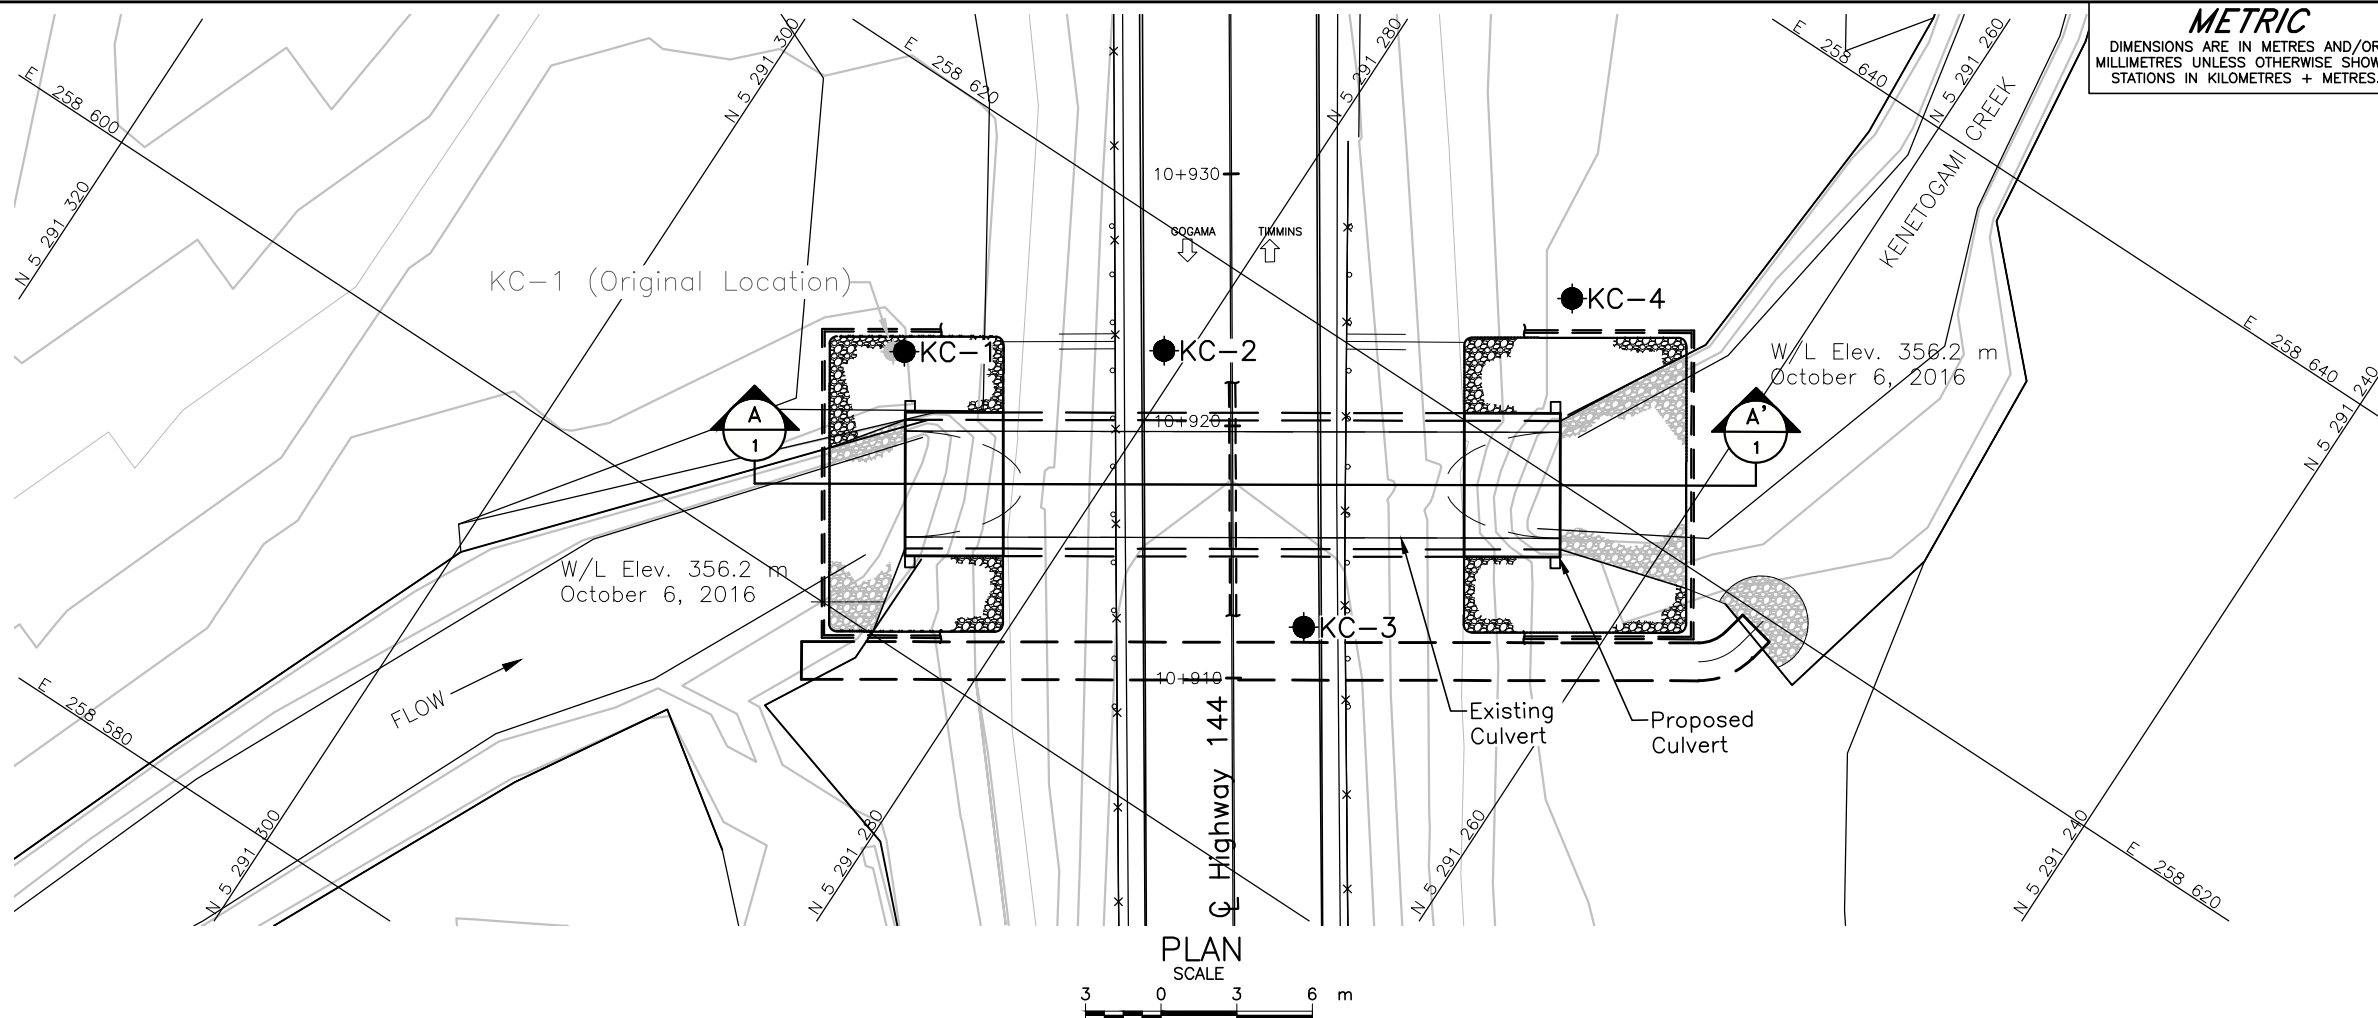 METRIC
DIMENSIONS ARE IN METRES AND/OR
MILLIMETRES UNLESS OTHERWISE SHOW
STATIONS IN KILOMETRES + METRES.
E 258 600
N 5 291 320
N 5 291 300
E 258 620
N 5 291 280
E 258 640
N 5 291 260
KENETOGAMI CREEK
10+930
GOGAMA
TIMMINS
KC-1 (Original Location)
KC-4
KC-1
KC-2
E 258 640
W/L Elev. 356.2 m
October 6, 2016
N 5 291 240
A
1
10+920
A'
1
W/L Elev. 356.2 m
October 6, 2016
KC-3
FLOW
10+910
E 258 580
Existing
Culvert
Proposed
Culvert
℄ Highway 144
N 5 291 300
N 5 291 280
N 5 291 260
N 5 291 240
E 258 620
PLAN
SCALE
3 0 3 6 m